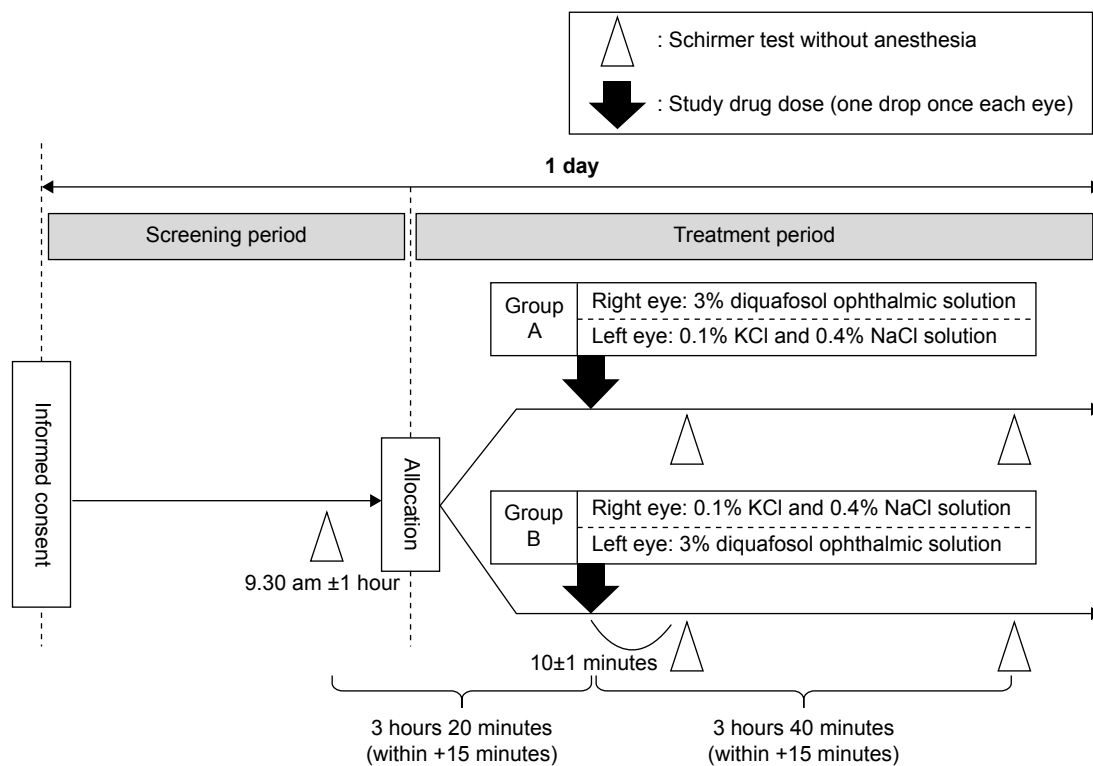 : Schirmer test without anesthesia
: Study drug dose (one drop once each eye)
1 day
Screening period
Treatment period
Group
A
Right eye: 3% diquafosol ophthalmic solution
Left eye: 0.1% KCl and 0.4% NaCl solution
Informed consent
Allocation
9.30 am ±1 hour
Group
B
Right eye: 0.1% KCl and 0.4% NaCl solution
Left eye: 3% diquafosol ophthalmic solution
10±1 minutes
3 hours 20 minutes
(within +15 minutes)
3 hours 40 minutes
(within +15 minutes)